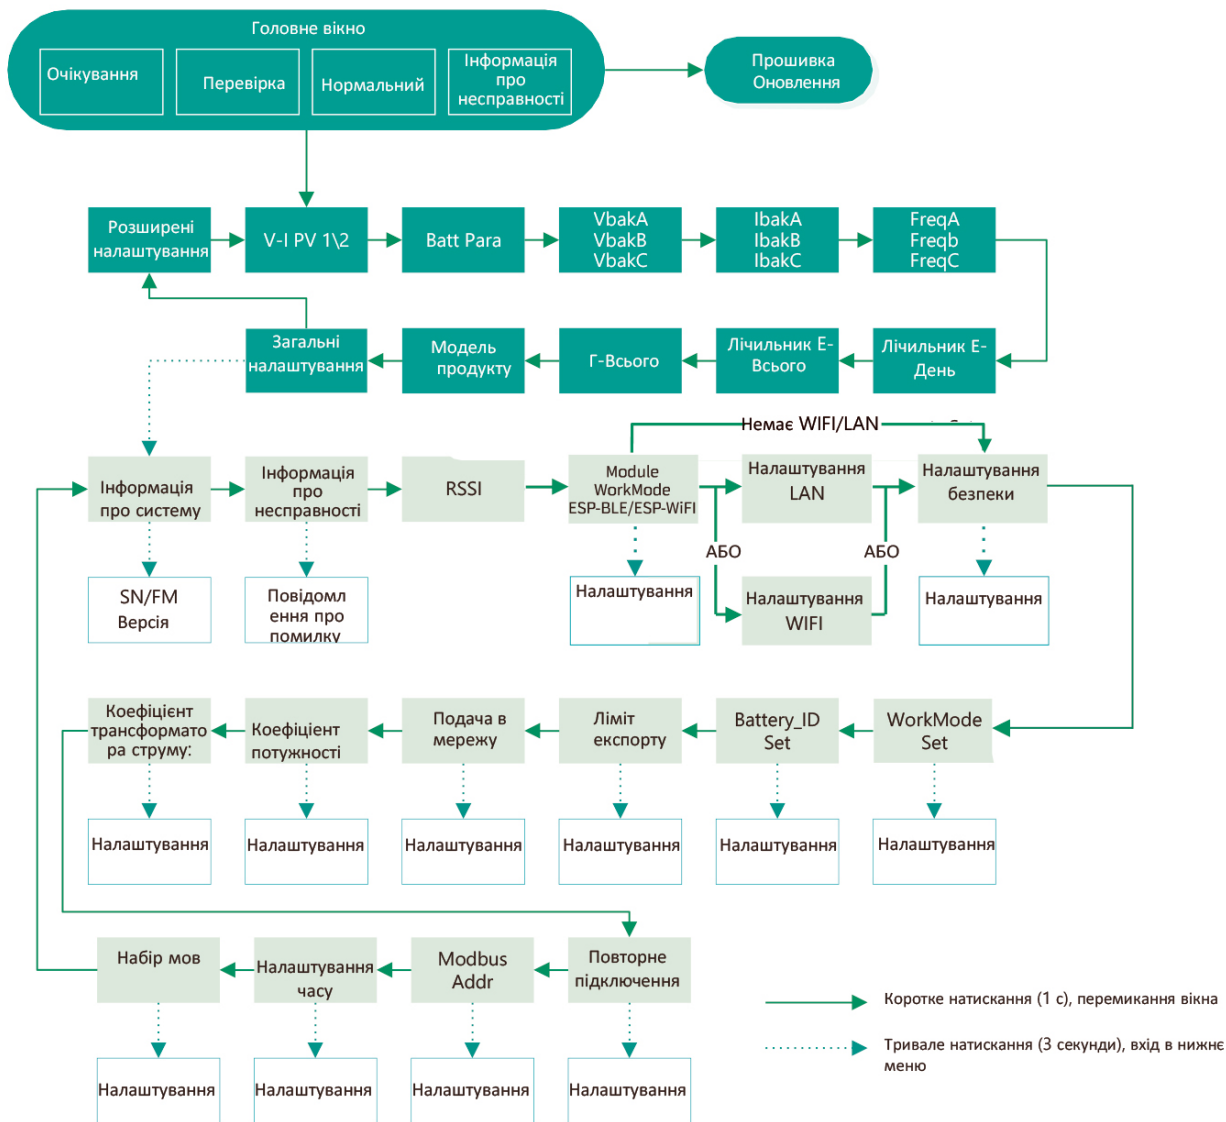 Головне вікно
Очікування
Перевірка
Нормальний
Інформація
про
несправності
Прошивка
Оновлення
Розширені
налаштування
V-I PV 1\2
Batt Para
VbakA
VbakB
VbakC
IbakA
IbakB
IbakC
FreqA
Freqb
FreqC
Загальні
налаштування
Модель
продукту
Г-Всього
Лічильник E-
Всього
Лічильник E-
День
Немає WIFI/LAN
Інформація
про систему
Інформація
про
несправності
RSSI
Module
WorkMode
ESP-BLE/ESP-WiFI
Налаштування
LAN
Налаштування
безпеки
АБО
АБО
SN/FM
Версія
Повідомл
ення про
помилку
Налаштування
Налаштування
WIFI
Налаштування
Коефіцієнт
трансформато
ра струму:
Коефіцієнт
потужності
Подача в
мережу
Ліміт
експорту
Battery_ID
Set
WorkMode
Set
Налаштування
Налаштування
Налаштування
Налаштування
Налаштування
Налаштування
Набір мов
Налаштування
часу
Modbus
Addr
Повторне
підключення
Коротке натискання (1 с), перемикання вікна
Тривале натискання (3 секунди), вхід в нижнє
меню
Налаштування
Налаштування
Налаштування
Налаштування